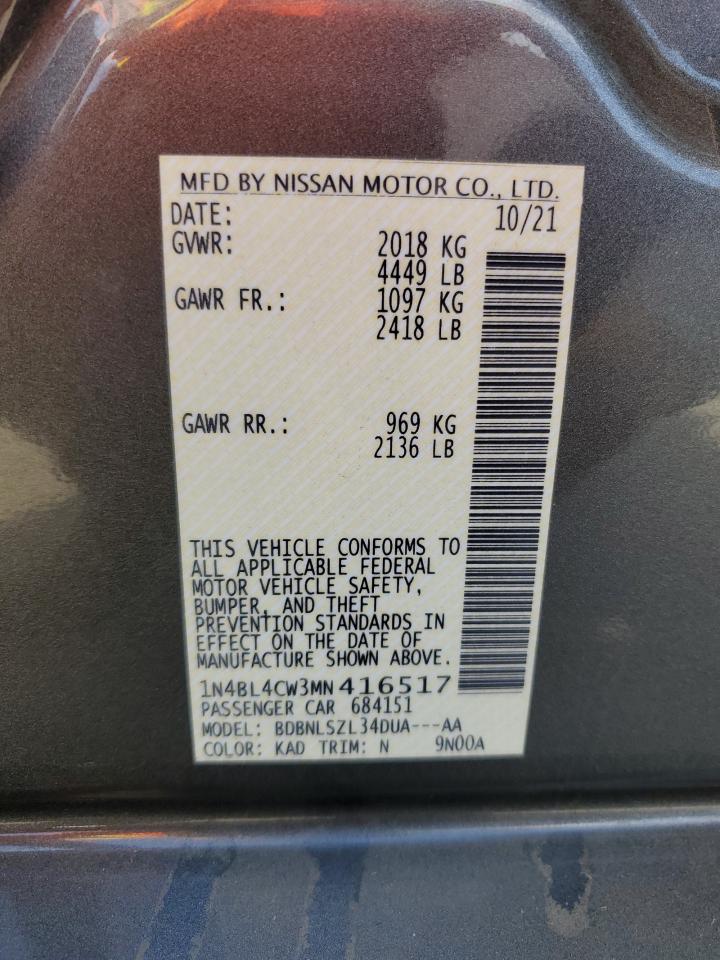 MFD BY NISSAN MOTOR CO., LTD.
DATE: 10/21
GVWR: 2018 KG
4449 LB
GAWR FR.: 1097 KG
2418 LB
GAWR RR.: 969 KG
2136 LB
THIS VEHICLE CONFORMS TO
ALL APPLICABLE FEDERAL
MOTOR VEHICLE SAFETY,
BUMPER, AND THEFT
PREVENTION STANDARDS IN
EFFECT ON THE DATE OF
MANUFACTURE SHOWN ABOVE.
1N4BL4CW3MN416517
PASSENGER CAR 684151
MODEL: BDBNLSZL34DUA---AA
COLOR: KAD TRIM: N 9N00A